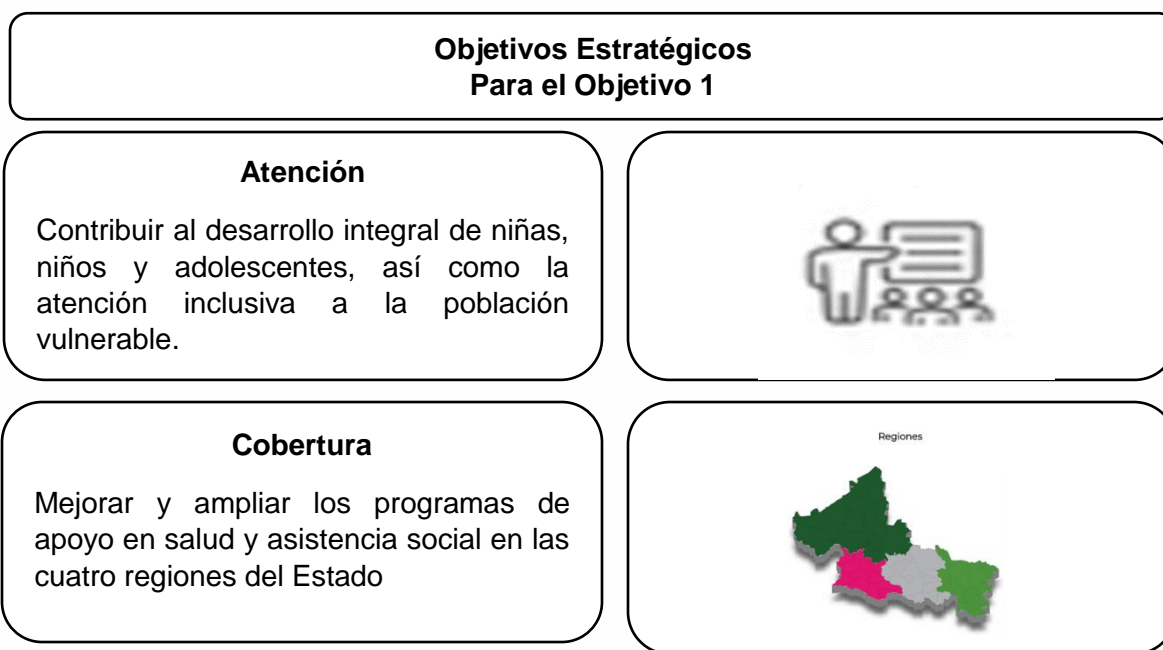 Objetivos Estratégicos
Para el Objetivo 1
Atención
Contribuir al desarrollo integral de niñas,
niños y adolescentes, así como la
atención inclusiva a la población
vulnerable.
Cobertura
Mejorar y ampliar los programas de
apoyo en salud y asistencia social en las
cuatro regiones del Estado
Regiones